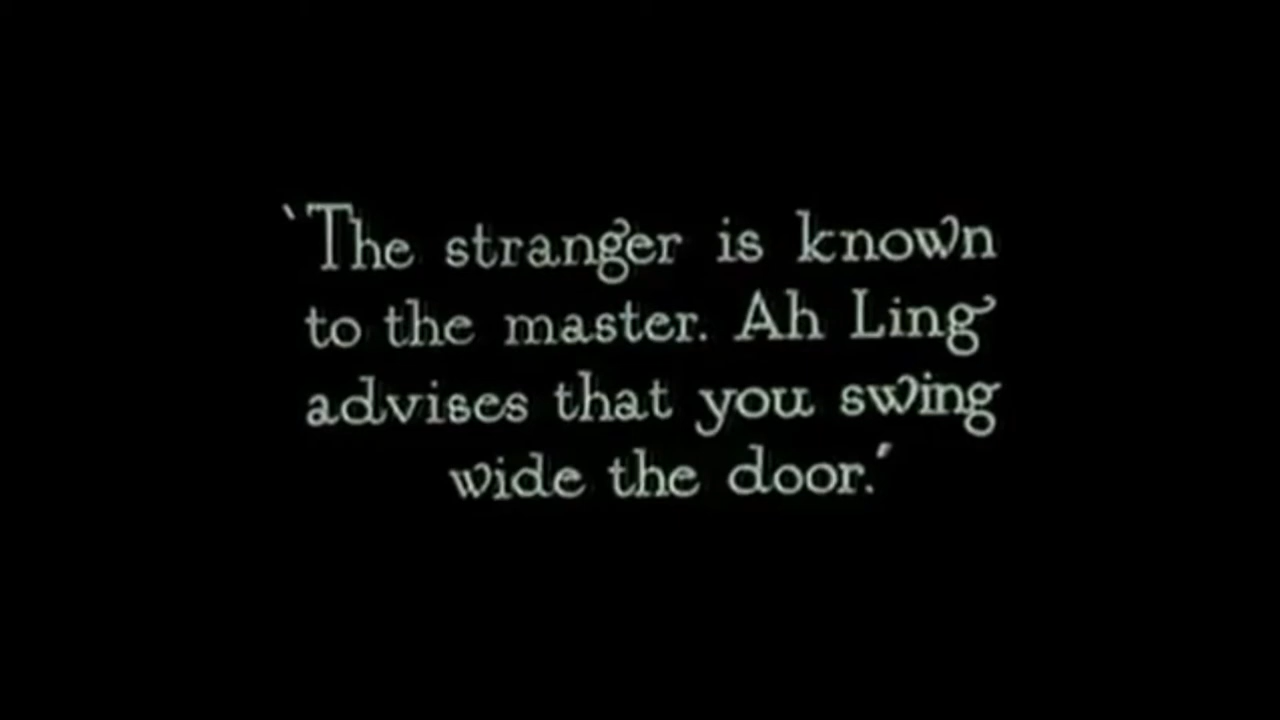 `The stranger is known
to the master. Ah Ling
advises that you swing
wide the door.'